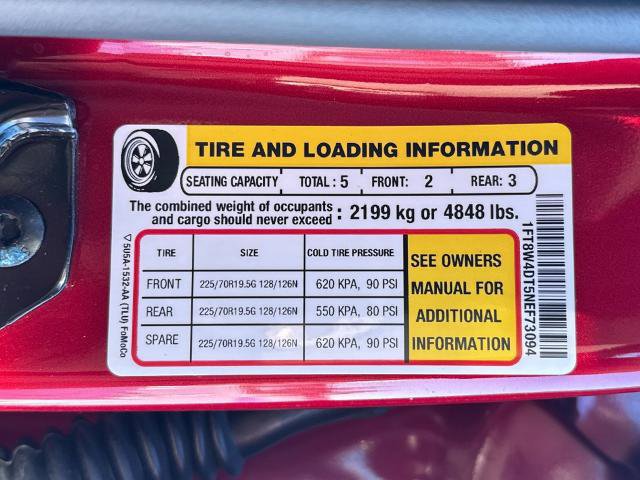 TIRE AND LOADING INFORMATION
SEATING CAPACITY TOTAL : 5 FRONT: 2 REAR: 3
The combined weight of occupants
and cargo should never exceed : 2199 kg or 4848 lbs.
TIRE SIZE COLD TIRE PRESSURE
FRONT 225/70R19.5G 128/126N 620 KPA, 90 PSI
REAR 225/70R19.5G 128/126N 550 KPA, 80 PSI
SPARE 225/70R19.5G 128/126N 620 KPA, 90 PSI
SEE OWNERS
MANUAL FOR
ADDITIONAL
INFORMATION
5U5A-1532-AA (TLU) FoMoCo
1FT8W4DT5NEF73094